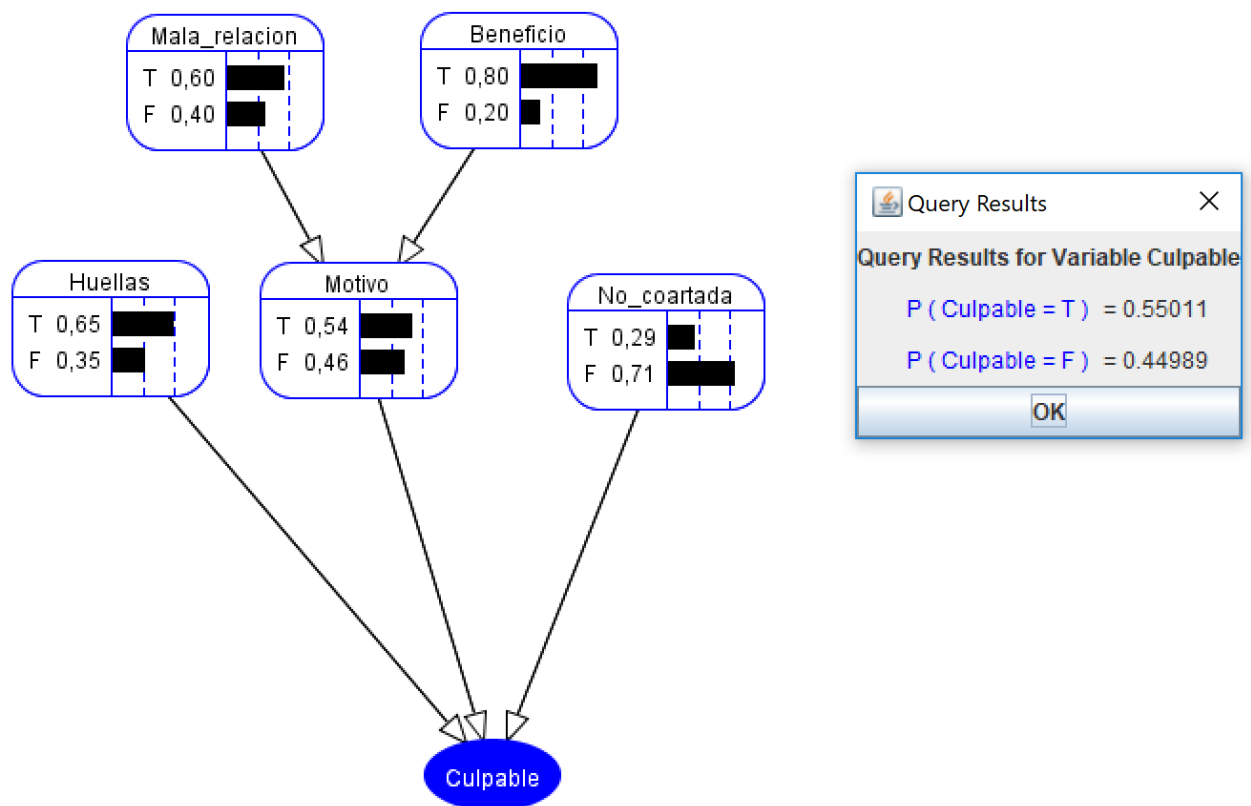 Mala_relacion
T 0,60
F 0,40
Beneficio
T 0,80
F 0,20
Query Results
Query Results for Variable Culpable
P ( Culpable = T ) = 0.55011
P ( Culpable = F ) = 0.44989
OK
Huellas
T 0,65
F 0,35
Motivo
T 0,54
F 0,46
No_coartada
T 0,29
F 0,71
Culpable